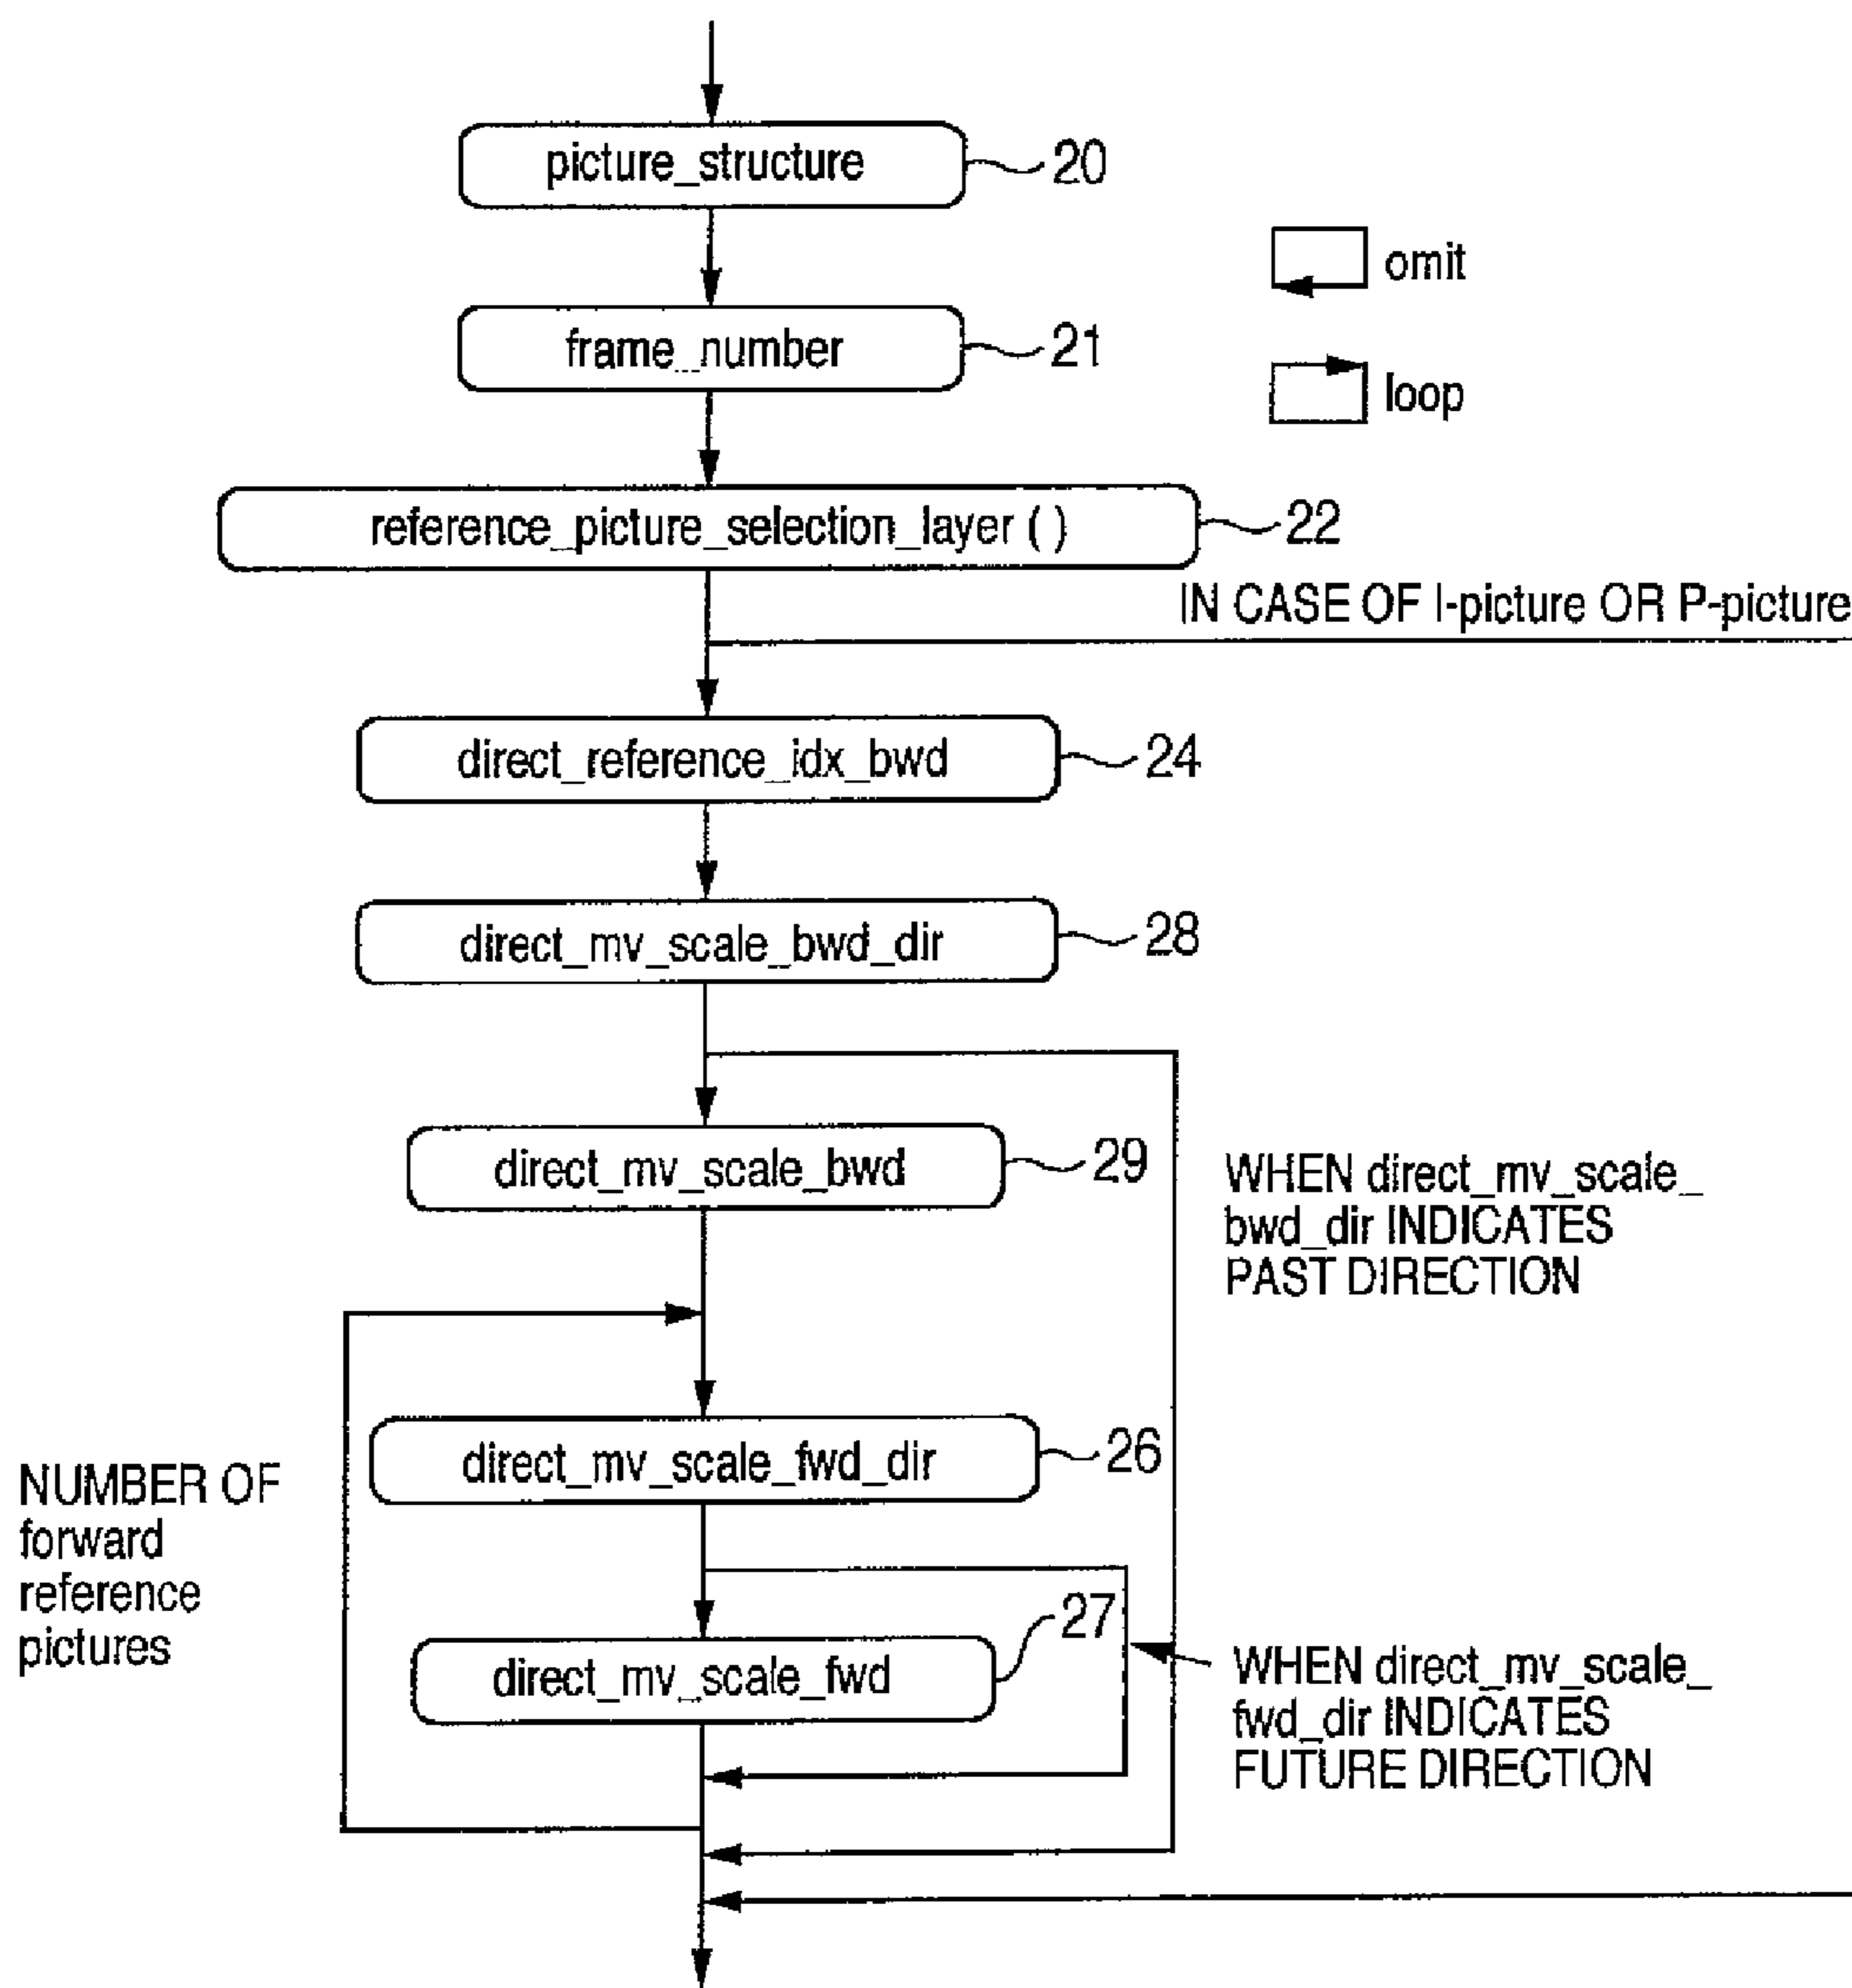 picture_structure
20
omit
frame_number
21
loop
reference_picture_selection_layer ( )
22
IN CASE OF I-picture OR P-picture
direct_reference_idx_bwd
24
direct_mv_scale_bwd_dir
28
direct_mv_scale_bwd
29
WHEN direct_mv_scale_
bwd_dir INDICATES
PAST DIRECTION
direct_mv_scale_fwd_dir
26
NUMBER OF
forward
reference
pictures
direct_mv_scale_fwd
27
WHEN direct_mv_scale_
fwd_dir INDICATES
FUTURE DIRECTION